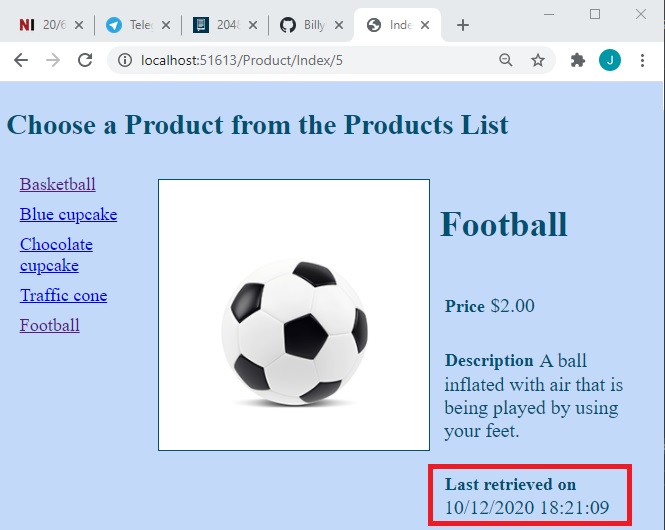 NI 20/6
Telec
2048
Billy
Inde
localhost:51613/Product/Index/5
J
Choose a Product from the Products List
Basketball
Blue cupcake
Chocolate
cupcake
Traffic cone
Football
Football
Price $2.00
Description A ball
inflated with air that is
being played by using
your feet.
Last retrieved on
10/12/2020 18:21:09